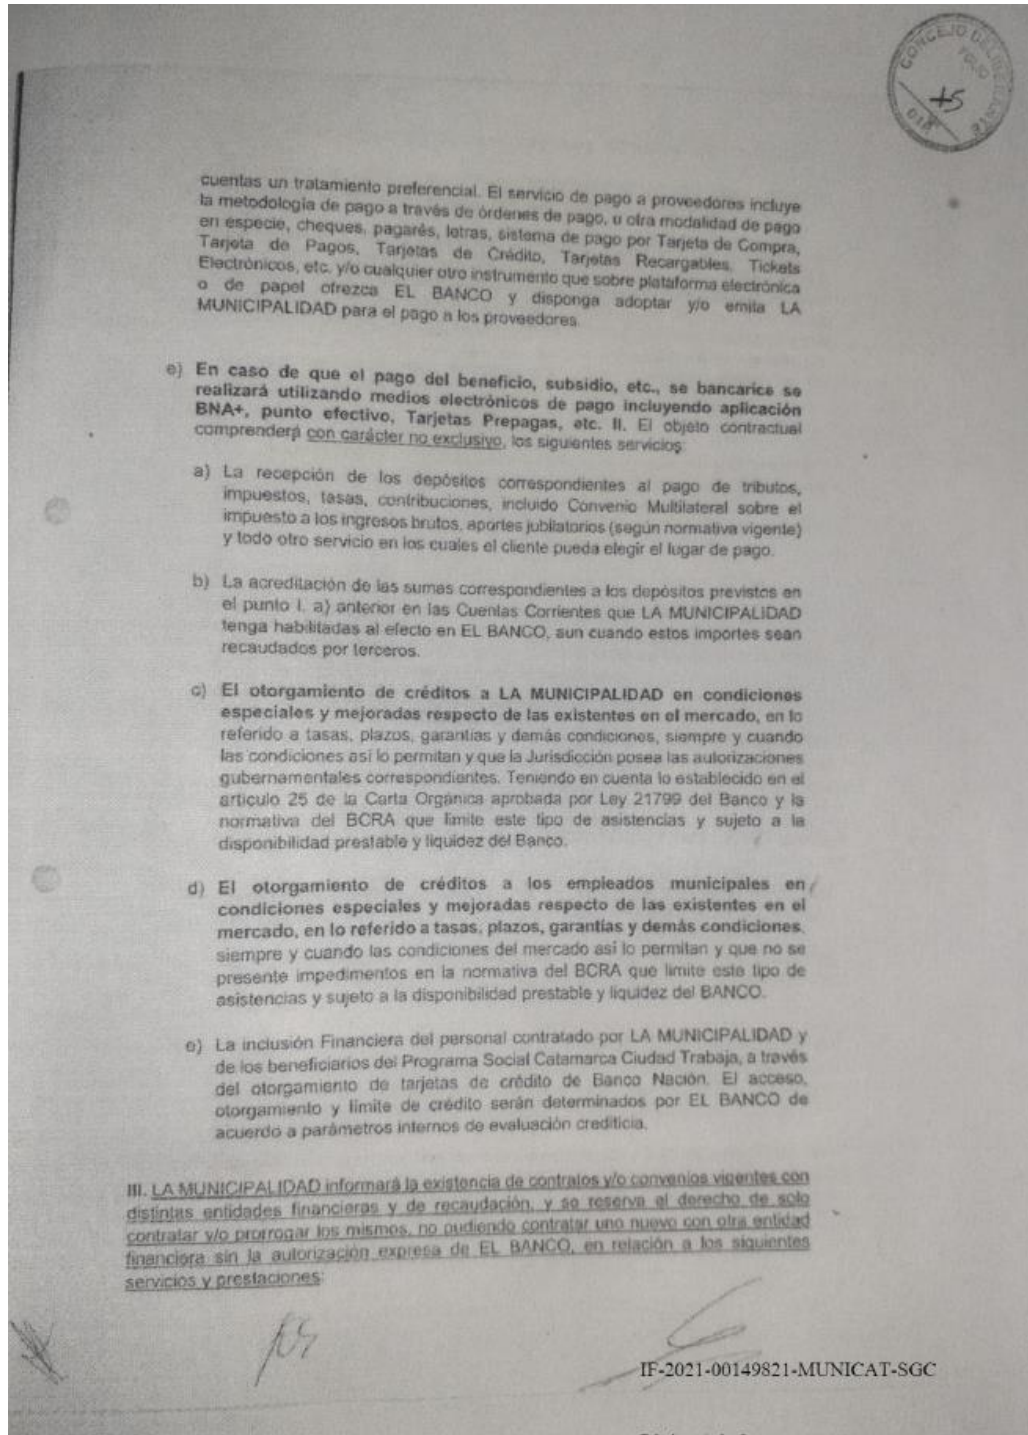 CONCEJO DELIBERANTE
FOLIO
15
cuentas un tratamiento preferencial. El servicio de pago a proveedores incluye
la metodología de pago a través de órdenes de pago, u otra modalidad de pago
en especie, cheques, pagarés, letras, sistema de pago por Tarjeta de Compra,
Tarjeta de Pagos, Tarjetas de Crédito, Tarjetas Recargables, Tickets
Electrónicos, etc. y/o cualquier otro instrumento que sobre plataforma electrónica
o de papel ofrezca EL BANCO y disponga adoptar y/o emita LA
MUNICIPALIDAD para el pago a los proveedores.
e) En caso de que el pago del beneficio, subsidio, etc., se bancarice se
realizará utilizando medios electrónicos de pago incluyendo aplicación
BNA+, punto efectivo, Tarjetas Prepagas, etc. II. El objeto contractual
comprenderá con carácter no exclusivo, los siguientes servicios:
a) La recepción de los depósitos correspondientes al pago de tributos,
impuestos, tasas, contribuciones, incluido Convenio Multilateral sobre el
impuesto a los ingresos brutos, aportes jubilatorios (según normativa vigente)
y todo otro servicio en los cuales el cliente pueda elegir el lugar de pago.
b) La acreditación de las sumas correspondientes a los depósitos previstos en
el punto I. a) anterior en las Cuentas Corrientes que LA MUNICIPALIDAD
tenga habilitadas al efecto en EL BANCO, aun cuando estos importes sean
recaudados por terceros.
c) El otorgamiento de créditos a LA MUNICIPALIDAD en condiciones
especiales y mejoradas respecto de las existentes en el mercado, en lo
referido a tasas, plazos, garantías y demás condiciones, siempre y cuando
las condiciones así lo permitan y que la Jurisdicción posea las autorizaciones
gubernamentales correspondientes. Teniendo en cuenta lo establecido en el
artículo 25 de la Carta Orgánica aprobada por Ley 21799 del Banco y la
normativa del BCRA que limite este tipo de asistencias y sujeto a la
disponibilidad prestable y liquidez del Banco.
d) El otorgamiento de créditos a los empleados municipales en
condiciones especiales y mejoradas respecto de las existentes en el
mercado, en lo referido a tasas, plazos, garantías y demás condiciones,
siempre y cuando las condiciones del mercado así lo permitan y que no se
presente impedimentos en la normativa del BCRA que limite este tipo de
asistencias y sujeto a la disponibilidad prestable y liquidez del BANCO.
e) La inclusión Financiera del personal contratado por LA MUNICIPALIDAD y
de los beneficiarios del Programa Social Catamarca Ciudad Trabaja, a través
del otorgamiento de tarjetas de crédito de Banco Nación. El acceso,
otorgamiento y límite de crédito serán determinados por EL BANCO de
acuerdo a parámetros internos de evaluación crediticia.
III. LA MUNICIPALIDAD informará la existencia de contratos y/o convenios vigentes con
distintas entidades financieras y de recaudación, y se reserva el derecho de solo
contratar y/o prorrogar los mismos, no pudiendo contratar uno nuevo con otra entidad
financiera sin la autorización expresa de EL BANCO, en relación a los siguientes
servicios y prestaciones:
IF-2021-00149821-MUNICAT-SGC